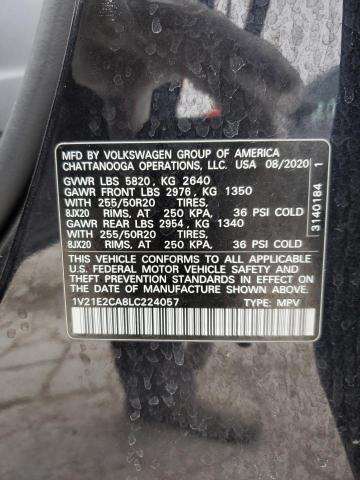 MFD BY VOLKSWAGEN GROUP OF AMERICA
CHATTANOOGA OPERATIONS, LLC. USA 08/2020
GVWR LBS 5820, KG 2640
GAWR FRONT LBS 2976, KG 1350
WITH 255/50R20 TIRES,
8JX20 RIMS, AT 250 KPA, 36 PSI COLD
GAWR REAR LBS 2954, KG 1340
WITH 255/50R20 TIRES,
8JX20 RIMS, AT 250 KPA, 36 PSI COLD
THIS VEHICLE CONFORMS TO ALL APPLICABLE
U.S. FEDERAL MOTOR VEHICLE SAFETY AND
THEFT PREVENTION STANDARDS IN EFFECT ON
THE DATE OF MANUFACTURE SHOWN ABOVE.
1V21E2CA8LC224057 TYPE: MPV
3140184 1